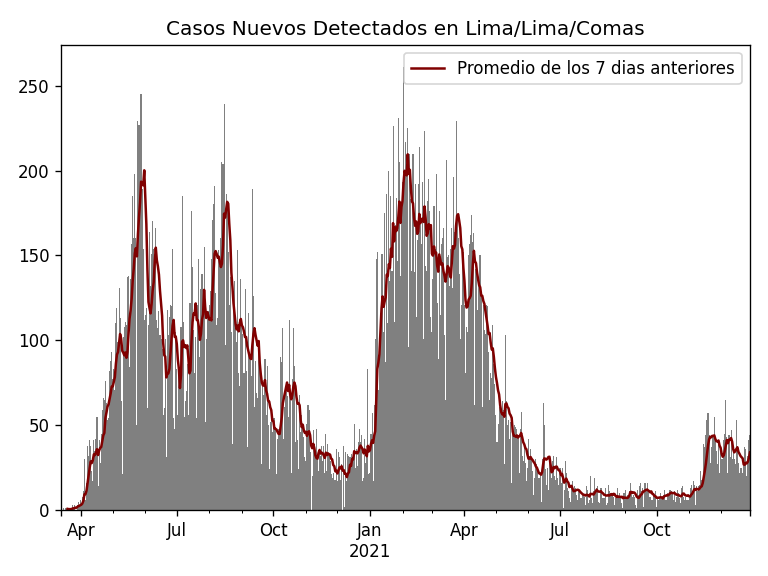 Casos Nuevos Detectados en Lima/Lima/Comas
Promedio de los 7 dias anteriores
250
200
150
100
50
0
Apr Jul Oct Jan Apr Jul Oct
2021